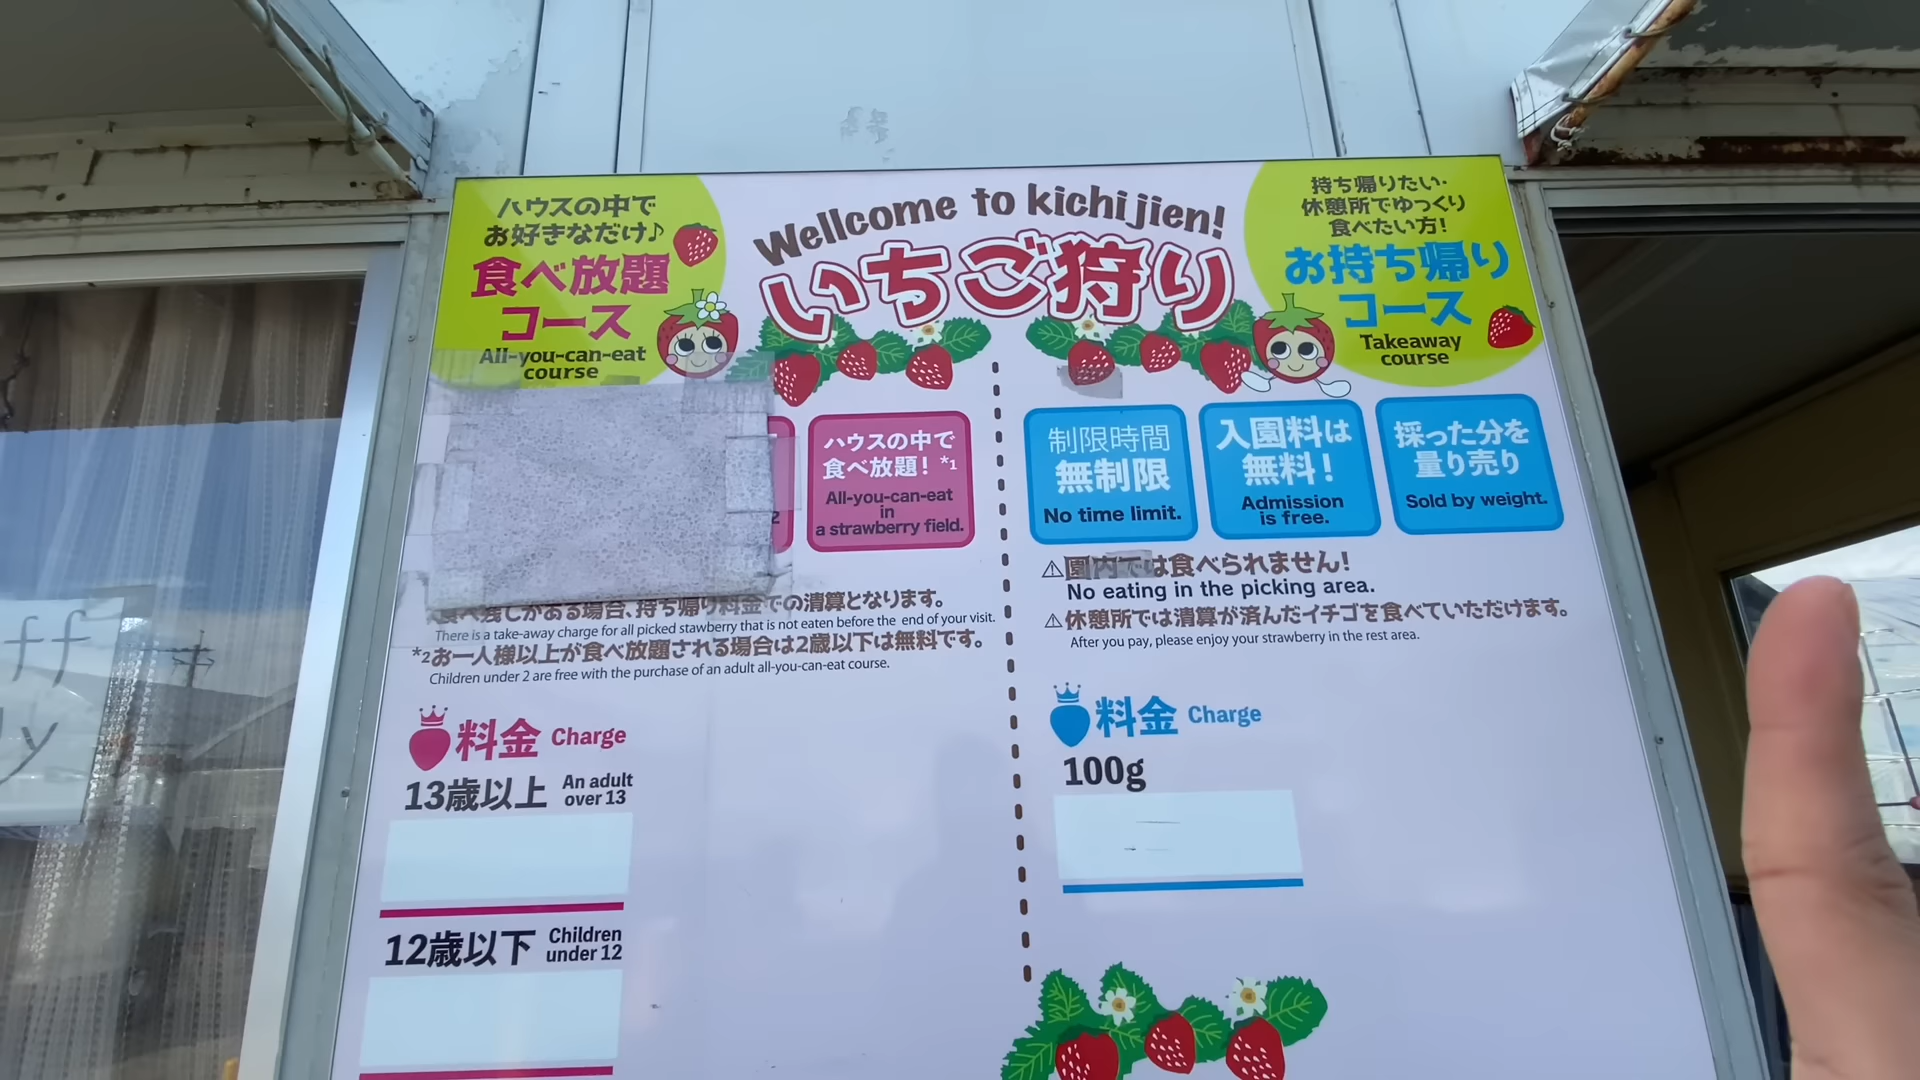 Wellcome to kichijien!
いちご狩り
ハウスの中で
お好きなだけ♪
食べ放題
コース
All-you-can-eat
course
ハウスの中で
食べ放題! *1
All-you-can-eat
in
a strawberry field.
2
食べ残しがある場合、持ち帰り料金での清算となります。
There is a take-away charge for all picked stawberry that is not eaten before the end of your visit.
*2お一人様以上が食べ放題される場合は2歳以下は無料です。
Children under 2 are free with the purchase of an adult all-you-can-eat course.
料金 Charge
13歳以上 An adult
over 13
12歳以下 Children
under 12
持ち帰りたい・
休憩所でゆっくり
食べたい方!
お持ち帰り
コース
Takeaway
course
制限時間
無制限
No time limit.
入園料は
無料!
Admission
is free.
採った分を
量り売り
Sold by weight.
⚠園内では食べられません!
No eating in the picking area.
⚠休憩所では清算が済んだイチゴを食べていただけます。
After you pay, please enjoy your strawberry in the rest area.
料金 Charge
100g
ff
y